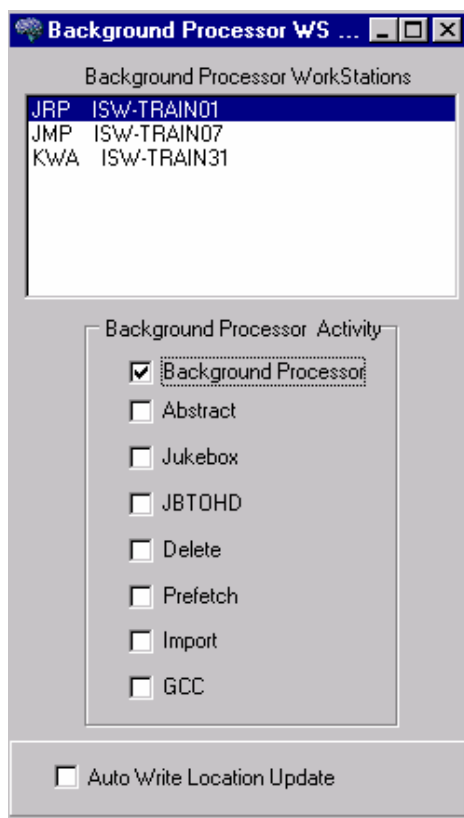 Background Processor WS ...
Background Processor WorkStations
JRP ISW-TRAIN01
JMP ISW-TRAIN07
KWA ISW-TRAIN31
Background Processor Activity
Background Processor
Abstract
Jukebox
JBTOHD
Delete
Prefetch
Import
GCC
Auto Write Location Update